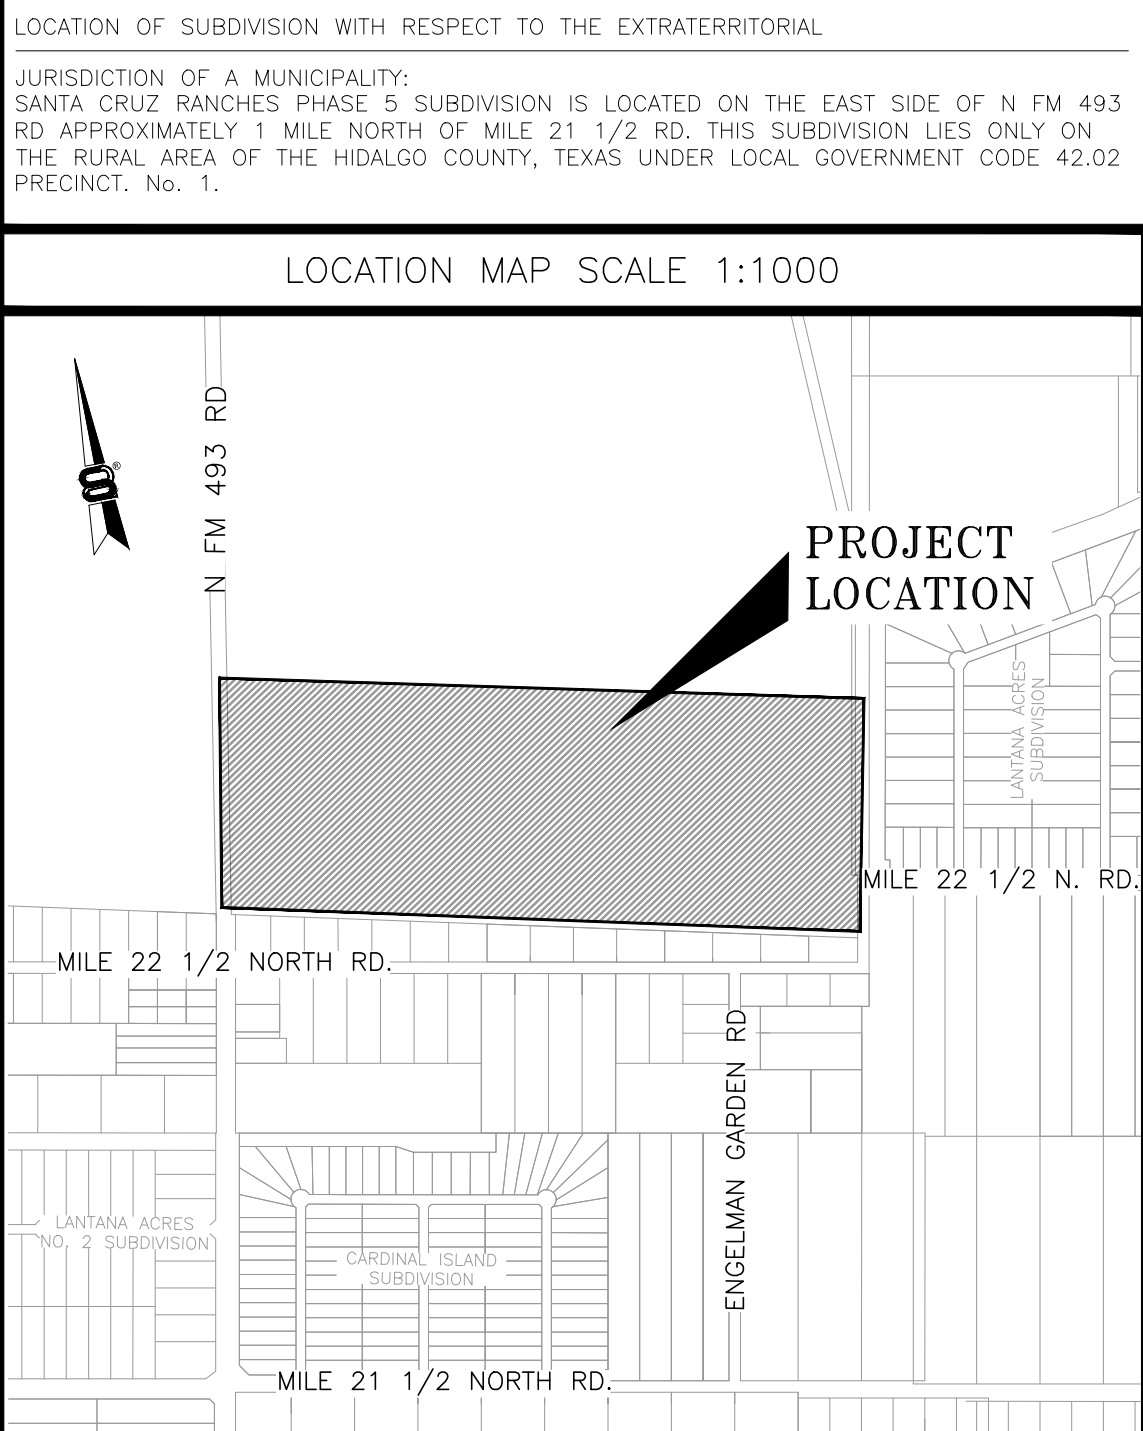 LOCATION OF SUBDIVISION WITH RESPECT TO THE EXTRATERRITORIAL
JURISDICTION OF A MUNICIPALITY:
SANTA CRUZ RANCHES PHASE 5 SUBDIVISION IS LOCATED ON THE EAST SIDE OF N FM 493
RD APPROXIMATELY 1 MILE NORTH OF MILE 21 1/2 RD. THIS SUBDIVISION LIES ONLY ON
THE RURAL AREA OF THE HIDALGO COUNTY, TEXAS UNDER LOCAL GOVERNMENT CODE 42.02
PRECINCT. No. 1.
LOCATION MAP SCALE 1:1000
N FM 493 RD
®
PROJECT
LOCATION
LANTANA ACRES
SUBDIVISION
MILE 22 1/2 N. RD.
MILE 22 1/2 NORTH RD.
ENGELMAN GARDEN RD
LANTANA ACRES
NO. 2 SUBDIVISION
CARDINAL ISLAND
SUBDIVISION
MILE 21 1/2 NORTH RD.